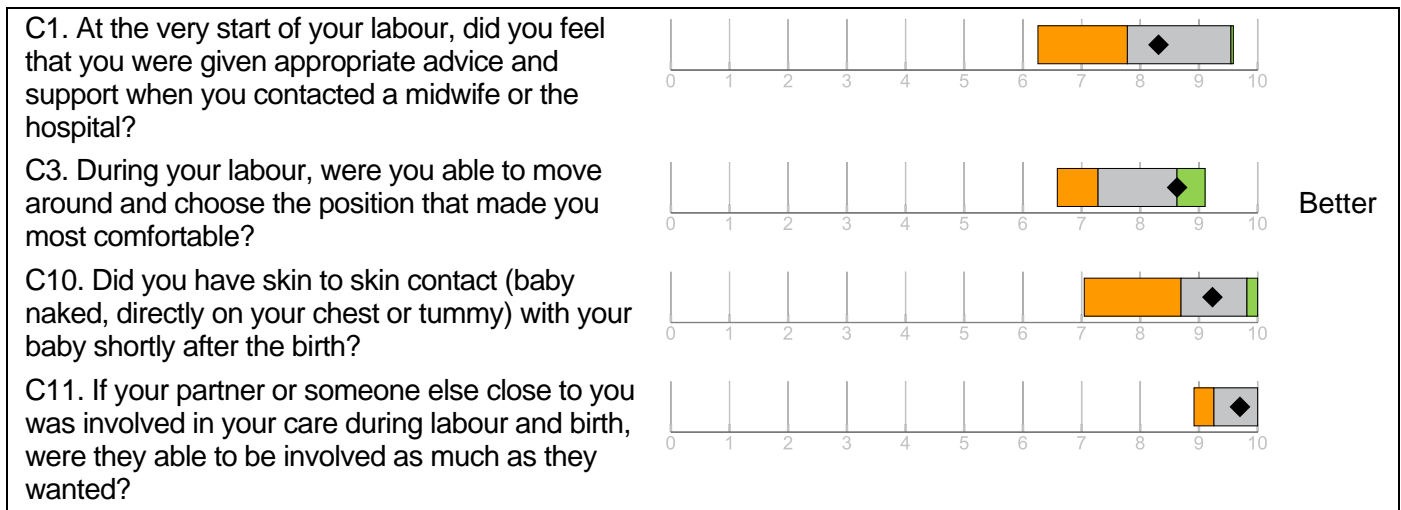 C1. At the very start of your labour, did you feel
that you were given appropriate advice and
support when you contacted a midwife or the
hospital?
0 1 2 3 4 5 6 7 8 9 10
C3. During your labour, were you able to move
around and choose the position that made you
most comfortable?
0 1 2 3 4 5 6 7 8 9 10
Better
C10. Did you have skin to skin contact (baby
naked, directly on your chest or tummy) with your
baby shortly after the birth?
0 1 2 3 4 5 6 7 8 9 10
C11. If your partner or someone else close to you
was involved in your care during labour and birth,
were they able to be involved as much as they
wanted?
0 1 2 3 4 5 6 7 8 9 10